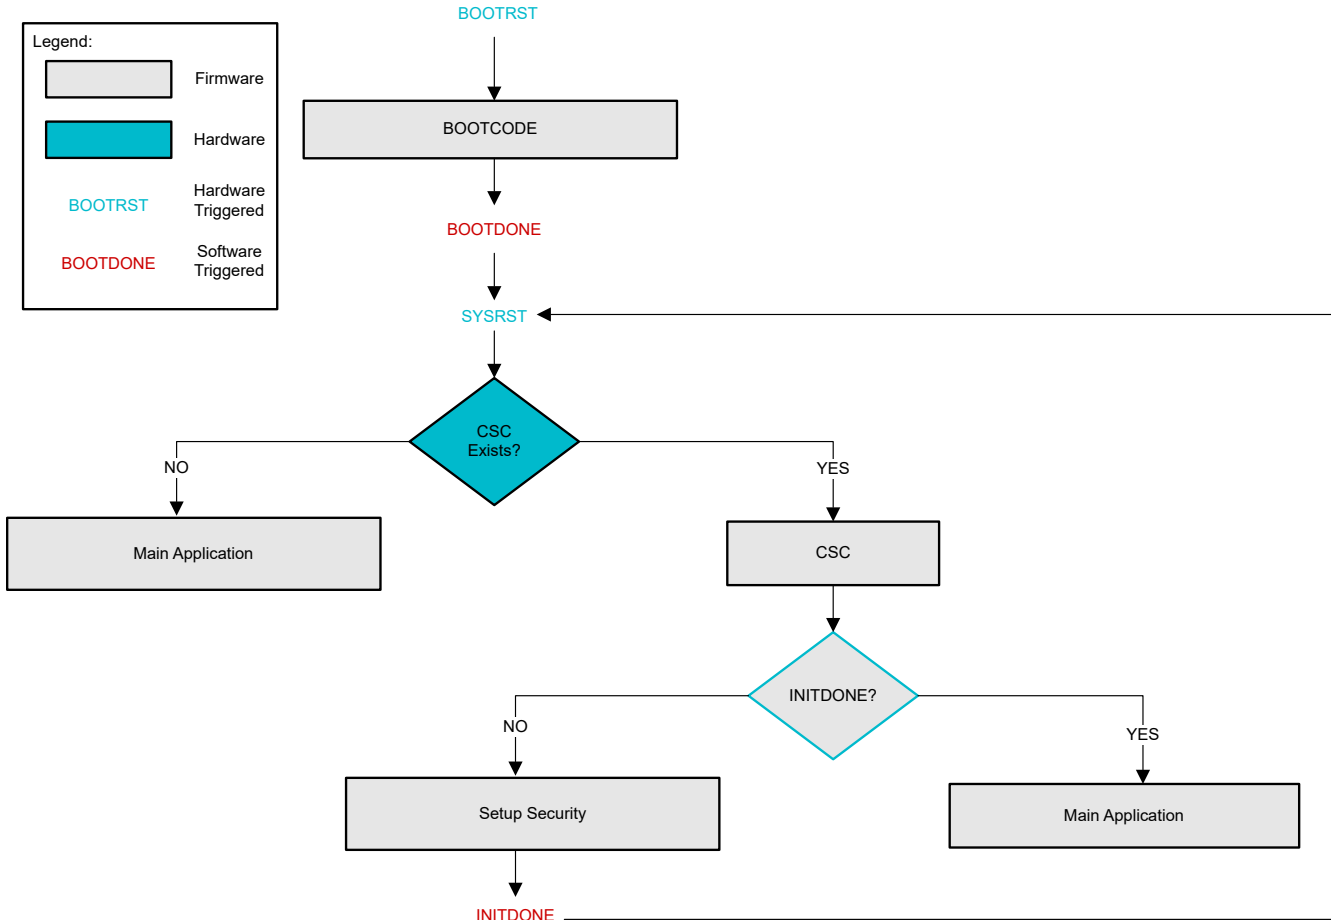 BOOTRST
Legend:
Firmware
Hardware
BOOTRST
Hardware
Triggered
BOOTDONE
Software
Triggered
BOOTCODE
BOOTDONE
SYSRST
CSC
Exists?
NO
YES
Main Application
CSC
INITDONE?
NO
YES
Setup Security
Main Application
INITDONE